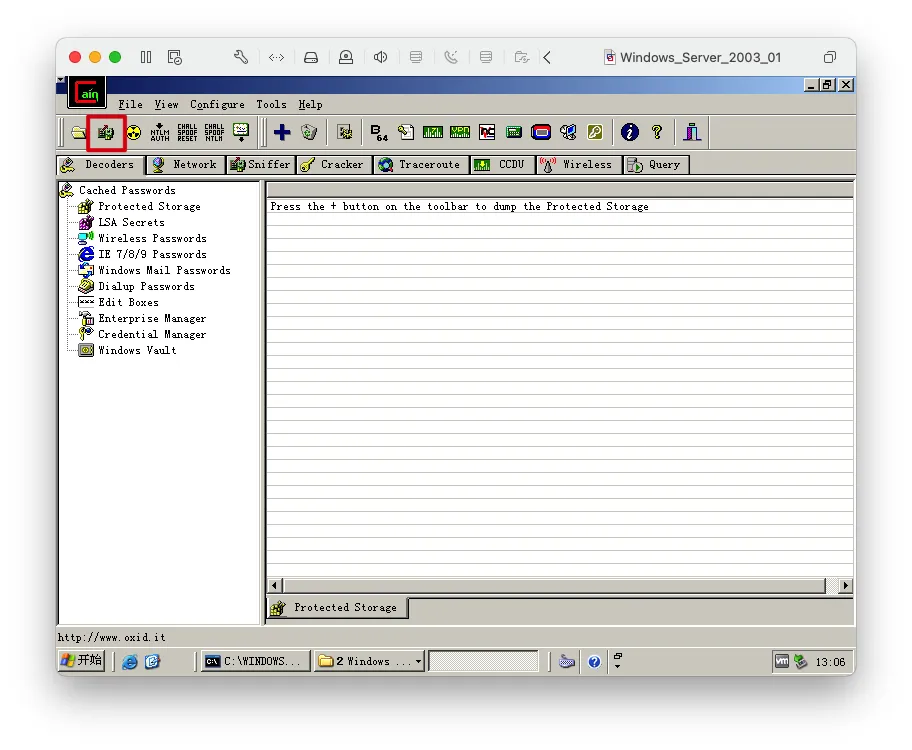 Windows_Server_2003_01
Cain
File View Configure Tools Help
NTLM AUTH CHALL SPOOF RESET CHALL SPOOF NTLM B64 VPN
Decoders Network Sniffer Cracker Traceroute CCDU Wireless Query
Cached Passwords
Protected Storage
LSA Secrets
Wireless Passwords
IE 7/8/9 Passwords
Windows Mail Passwords
Dialup Passwords
Edit Boxes
Enterprise Manager
Credential Manager
Windows Vault
Press the + button on the toolbar to dump the Protected Storage
Protected Storage
http://www.oxid.it
开始 C:\WINDOWS... 2 Windows ... 13:06